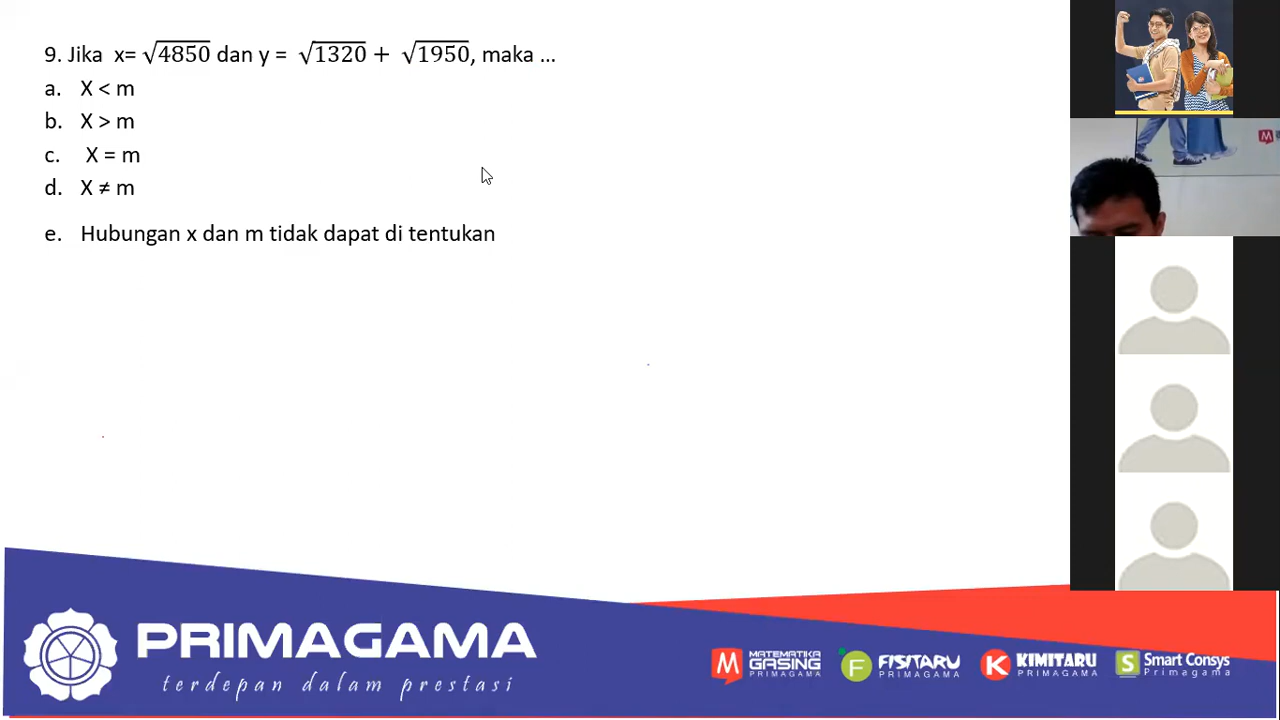 9. Jika x= √4850 dan y = √1320 + √1950, maka ...
a. X < m
b. X > m
c. X = m
d. X ≠ m
e. Hubungan x dan m tidak dapat di tentukan
PRIMAGAMA
terdepan dalam prestasi
M MATEMATIKA
GASING
PRIMAGAMA
F FISITARU
PRIMAGAMA
K KIMITARU
PRIMAGAMA
S Smart Consys
Primagama
M